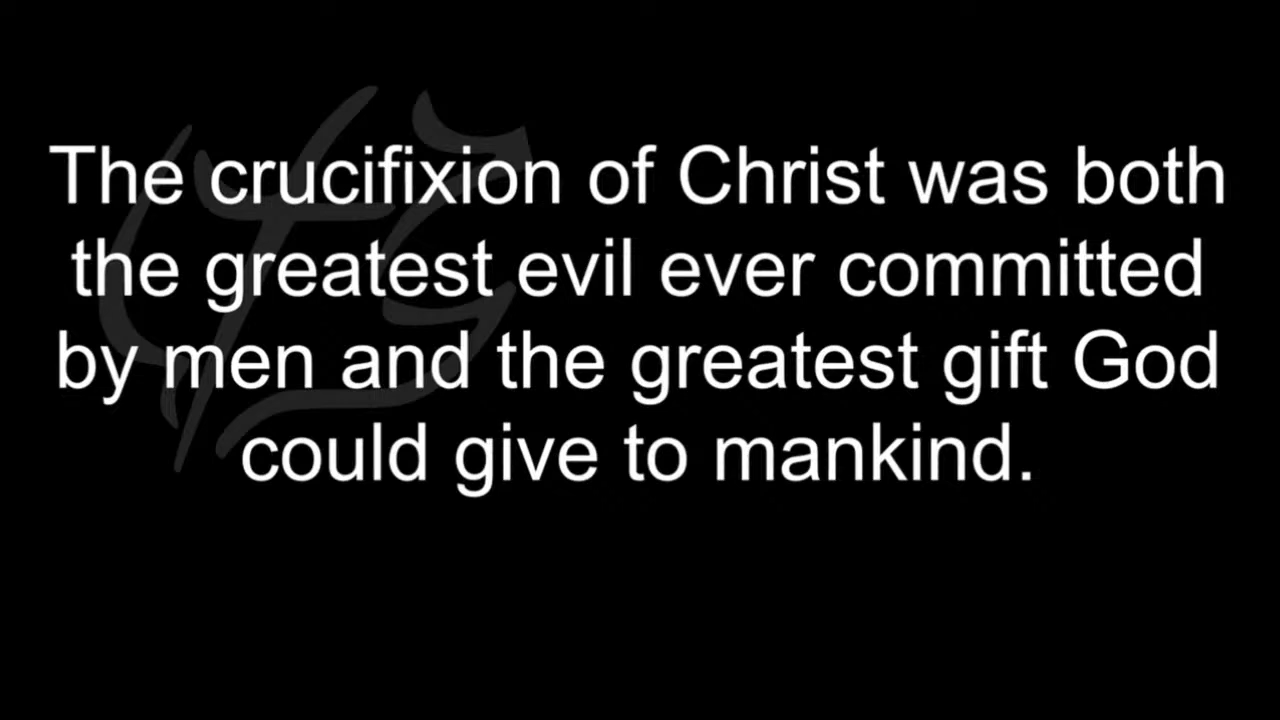 The crucifixion of Christ was both
the greatest evil ever committed
by men and the greatest gift God
could give to mankind.